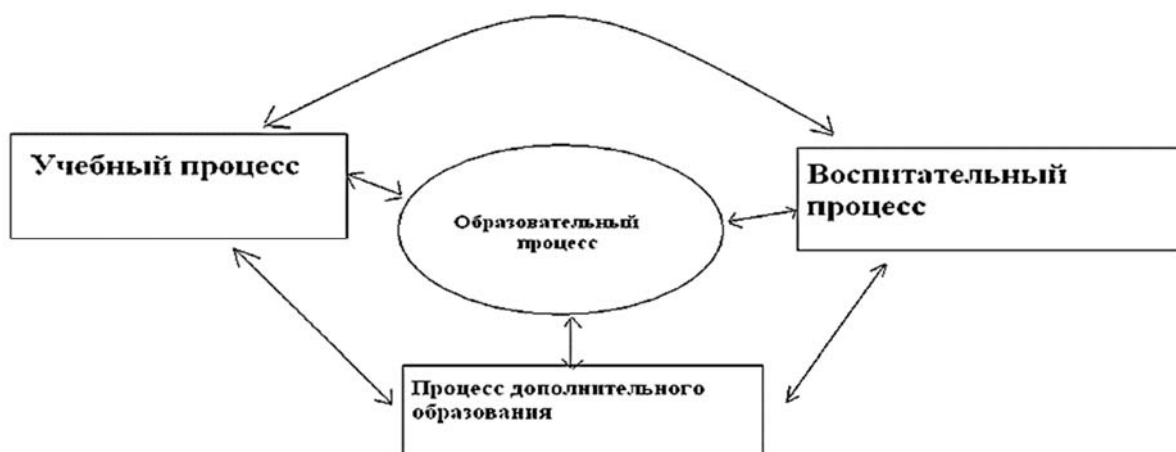 Учебный процесс
Воспитательный
процесс
Образовательный
процесс
Процесс дополнительного
образования